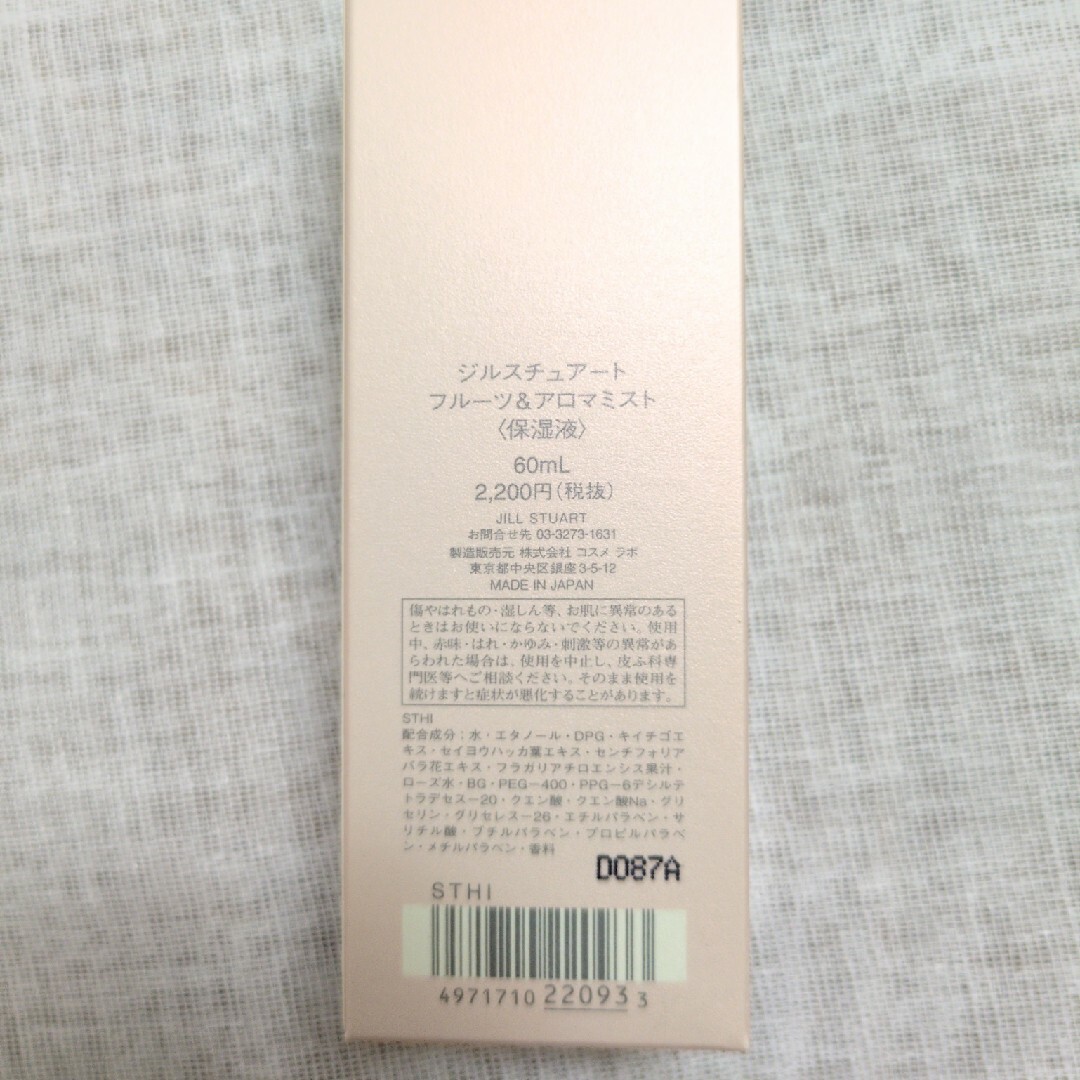 ジルスチュアート
フルーツ&アロマミスト
〈保湿液〉
60mL
2,200円(税抜)
JILL STUART
お問合せ先 03-3273-1631
製造販売元 株式会社 コスメ ラボ
東京都中央区銀座3-5-12
MADE IN JAPAN
傷やはれもの・湿しん等、お肌に異常のある
ときはお使いにならないでください。使用
中、赤味・はれ・かゆみ・刺激等の異常があ
らわれた場合は、使用を中止し、皮ふ科専
門医等へご相談ください。そのまま使用を
続けますと症状が悪化することがあります。
STHI
配合成分:水・エタノール・DPG・キイチゴエ
キス・セイヨウハッカ葉エキス・センチフォリア
バラ花エキス・フラガリアチロエンシス果汁・
ローズ水・BG・PEG-400・PPG-6デシルテ
トラデセス-20・クエン酸・クエン酸Na・グリ
セリン・グリセレス-26・エチルパラベン・サ
リチル酸・ブチルパラベン・プロピルパラベ
ン・メチルパラベン・香料
D087A
STHI
4971710 22093 3